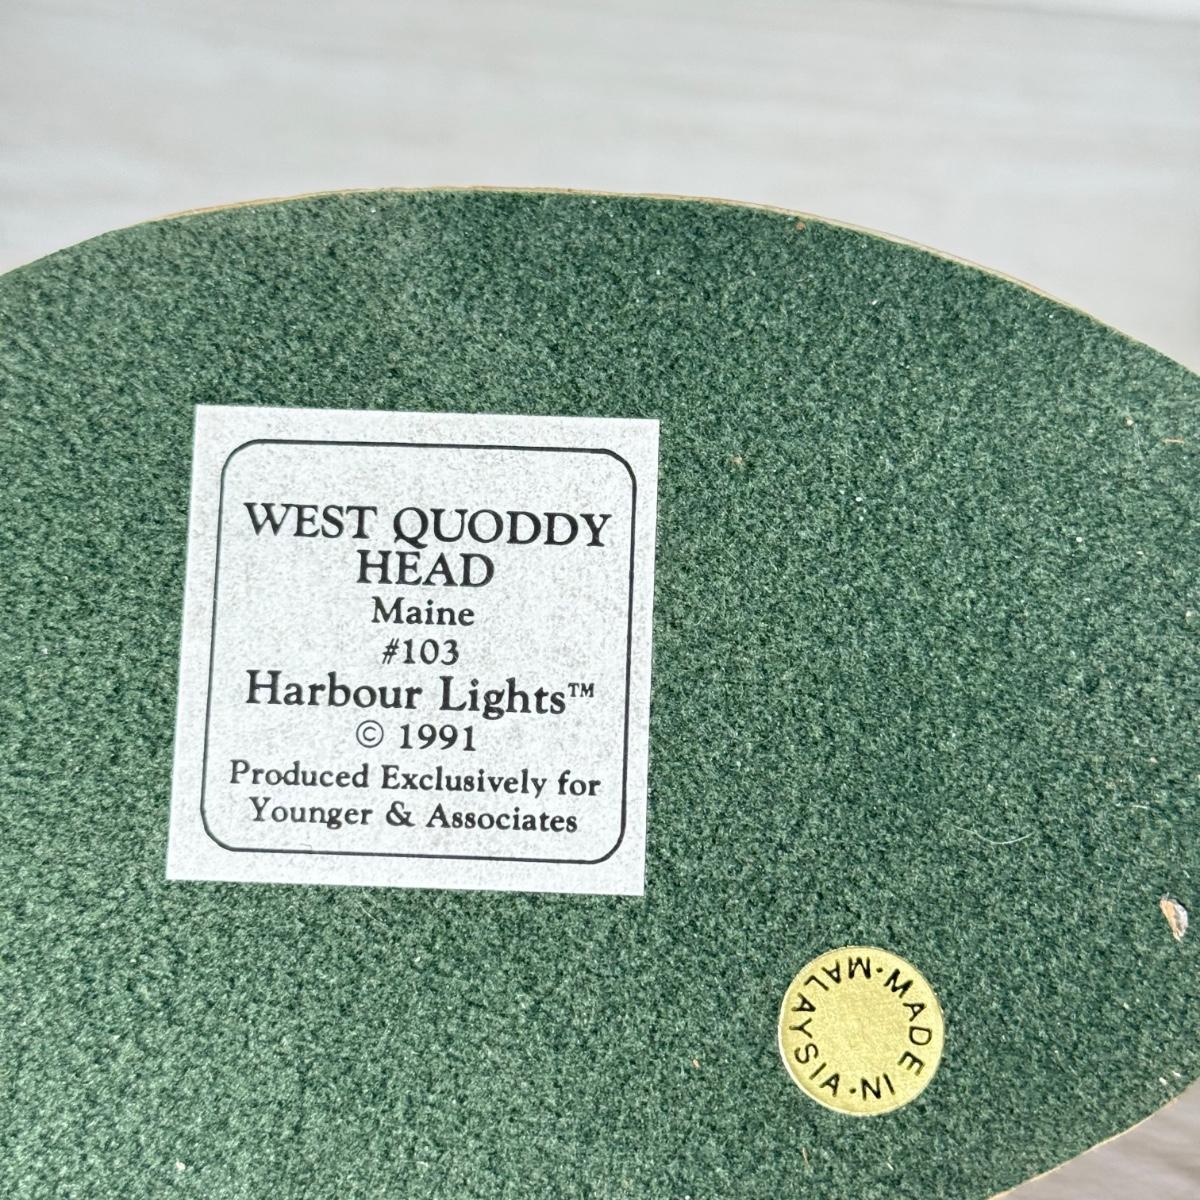 WEST QUODDY
HEAD
Maine
#103
Harbour Lights™
© 1991
Produced Exclusively for
Younger & Associates
MADE IN MALAYSIA